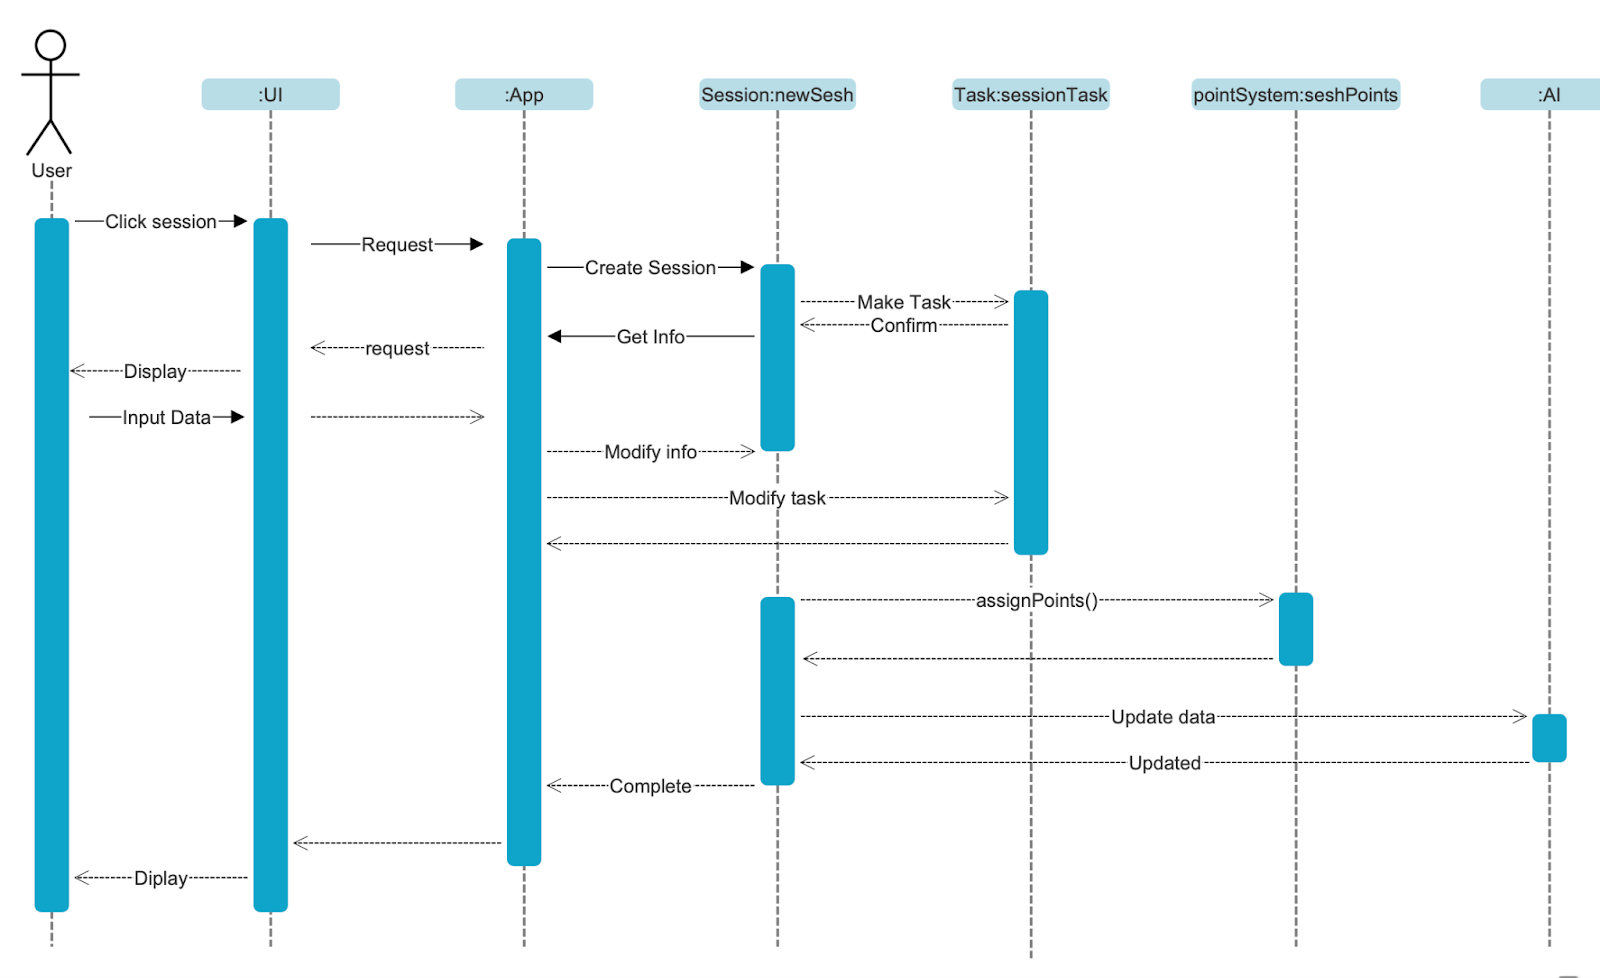 :UI
:App
Session:newSesh
Task:sessionTask
pointSystem:seshPoints
:AI
User
Click session
Request
Create Session
Make Task
Confirm
Get Info
request
Display
Input Data
Modify info
Modify task
assignPoints()
Update data
Updated
Complete
Diplay